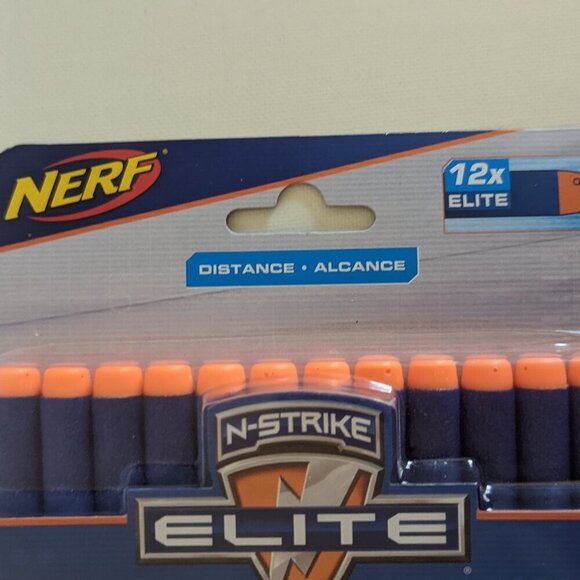 NERF
12x
ELITE
DISTANCE • ALCANCE
N-STRIKE
ELITE
®